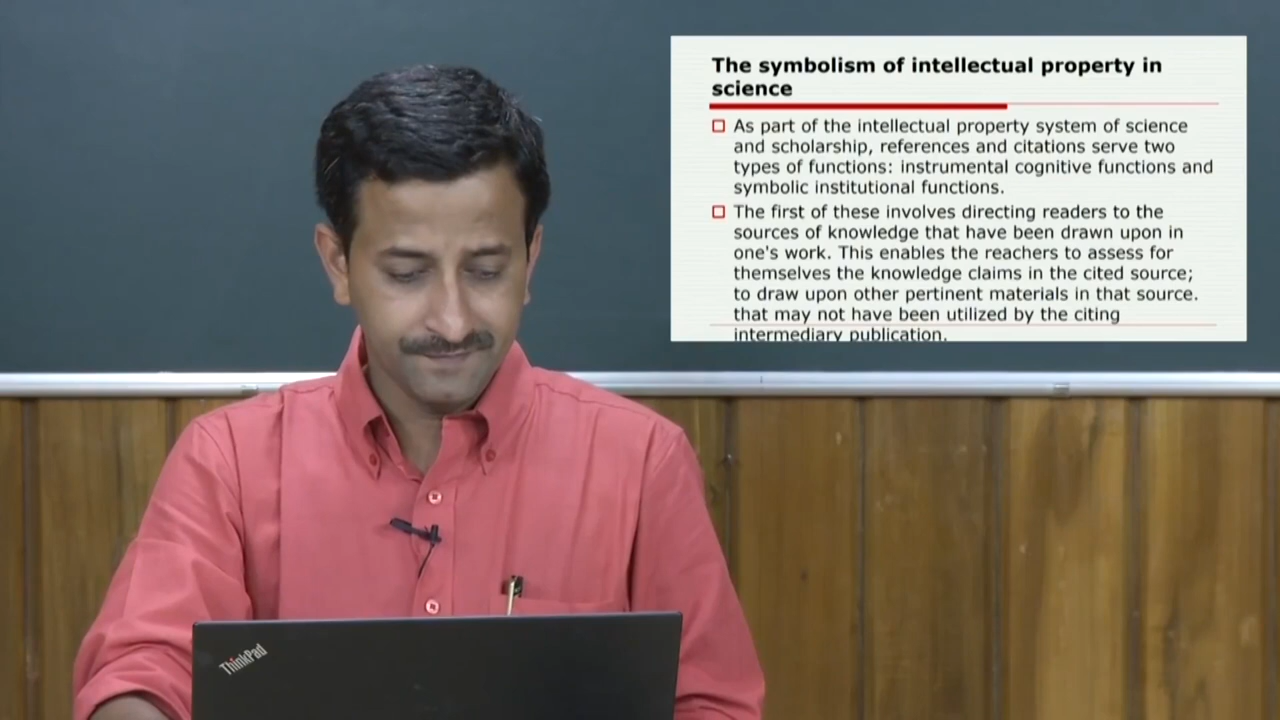 The symbolism of intellectual property in
science
As part of the intellectual property system of science
and scholarship, references and citations serve two
types of functions: instrumental cognitive functions and
symbolic institutional functions.
The first of these involves directing readers to the
sources of knowledge that have been drawn upon in
one's work. This enables the reachers to assess for
themselves the knowledge claims in the cited source;
to draw upon other pertinent materials in that source.
that may not have been utilized by the citing
intermediary publication.
ThinkPad